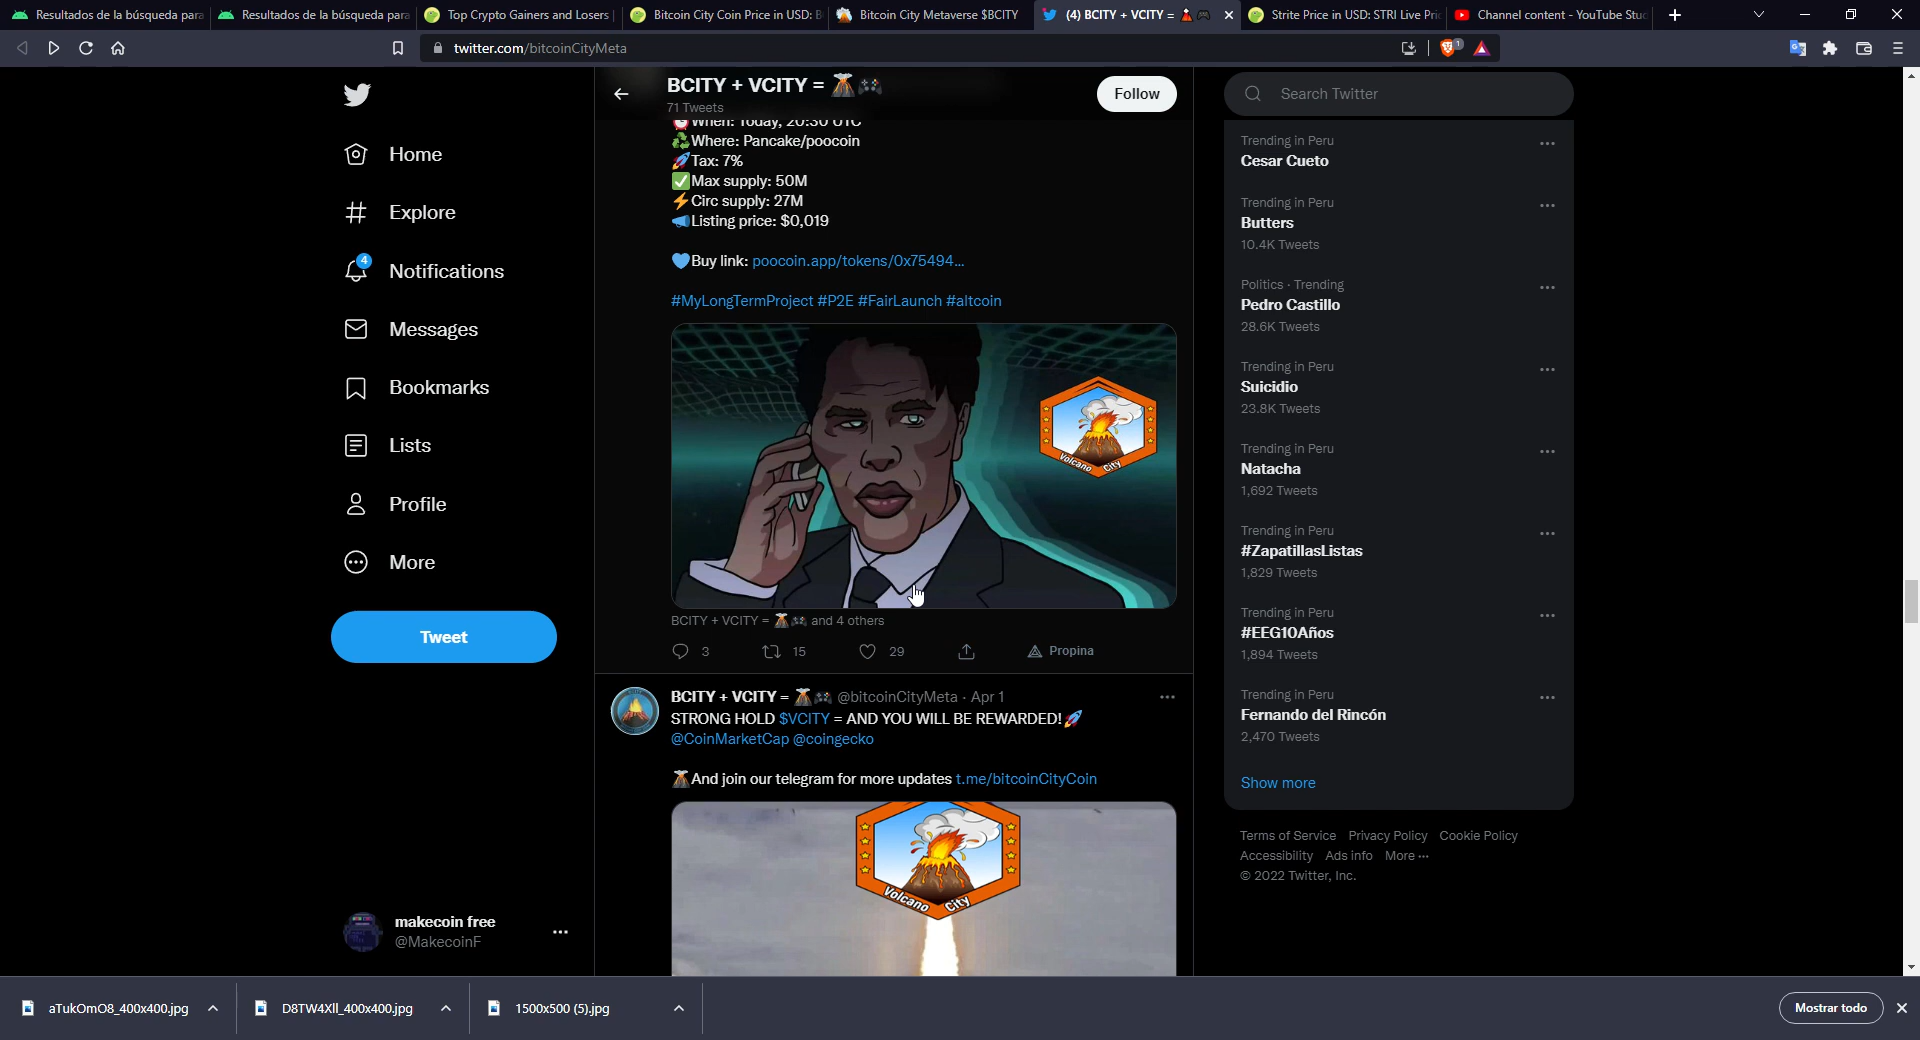 Resultados de la búsqueda para
Resultados de la búsqueda para
Top Crypto Gainers and Losers
Bitcoin City Coin Price in USD: B
Bitcoin City Metaverse $BCITY
(4) BCITY + VCITY =
Strite Price in USD: STRI Live Pri
Channel content - YouTube Stu
twitter.com/bitcoinCityMeta
1
BCITY + VCITY =
71 Tweets
Follow
Search Twitter
Home
Explore
4
Notifications
Messages
Bookmarks
Lists
Profile
More
Tweet
makecoin free
@MakecoinF
When: Today, 20:30 UTC
Where: Pancake/poocoin
Tax: 7%
Max supply: 50M
Circ supply: 27M
Listing price: $0,019
Buy link: poocoin.app/tokens/0x75494...
#MyLongTermProject #P2E #FairLaunch #altcoin
Volcano City
BCITY + VCITY = and 4 others
3 15 29 Propina
BCITY + VCITY = @bitcoinCityMeta · Apr 1
STRONG HOLD $VCITY = AND YOU WILL BE REWARDED!
@CoinMarketCap @coingecko
And join our telegram for more updates t.me/bitcoinCityCoin
Volcano City
Trending in Peru
Cesar Cueto
Trending in Peru
Butters
10.4K Tweets
Politics · Trending
Pedro Castillo
28.6K Tweets
Trending in Peru
Suicidio
23.8K Tweets
Trending in Peru
Natacha
1,692 Tweets
Trending in Peru
#ZapatillasListas
1,829 Tweets
Trending in Peru
#EEG10Años
1,894 Tweets
Trending in Peru
Fernando del Rincón
2,470 Tweets
Show more
Terms of Service Privacy Policy Cookie Policy
Accessibility Ads info More ···
© 2022 Twitter, Inc.
aTukOmO8_400x400.jpg
D8TW4XlI_400x400.jpg
1500x500 (5).jpg
Mostrar todo